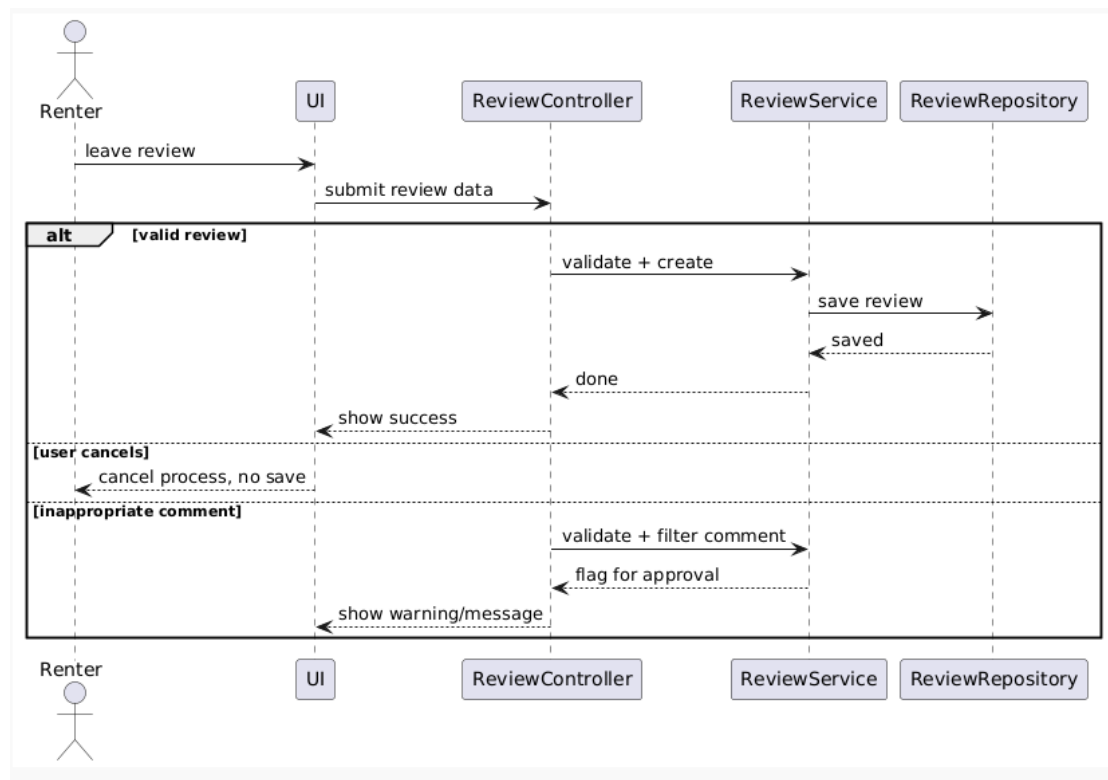 Renter
UI
ReviewController
ReviewService
ReviewRepository
leave review
submit review data
alt
[valid review]
validate + create
save review
saved
done
show success
[user cancels]
cancel process, no save
[inappropriate comment]
validate + filter comment
flag for approval
show warning/message
Renter
UI
ReviewController
ReviewService
ReviewRepository